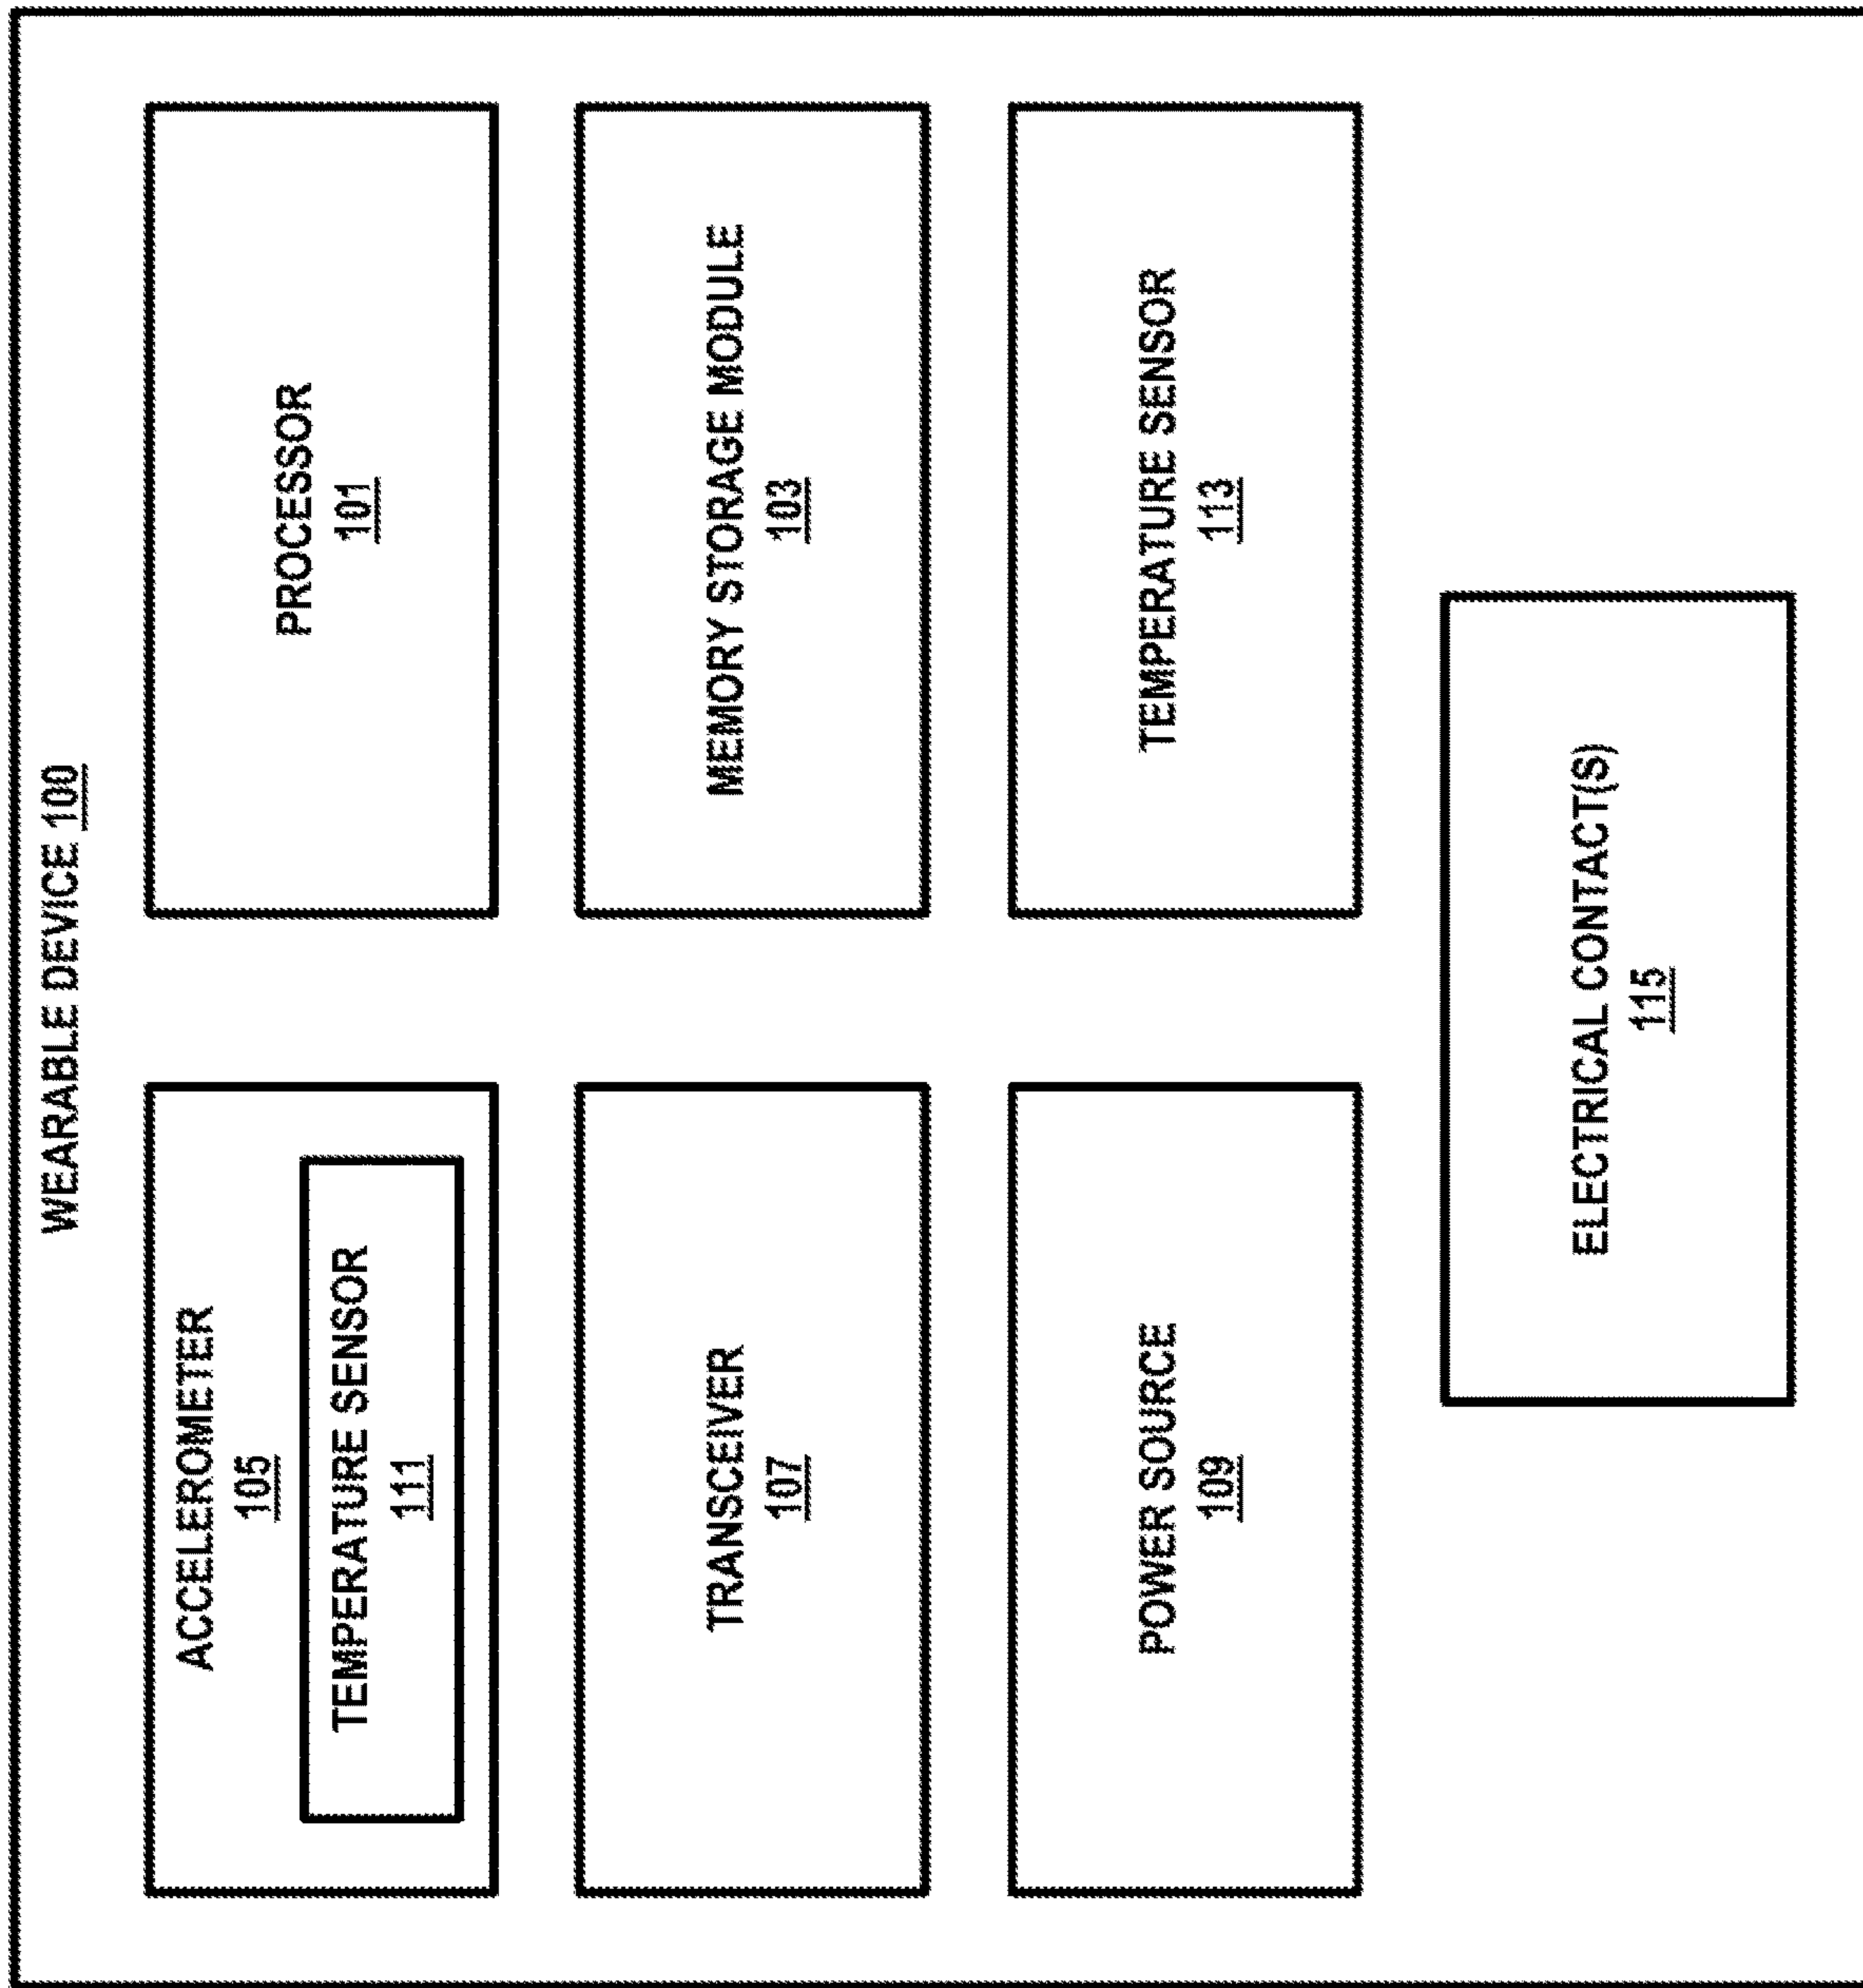 WEARABLE DEVICE 100
ACCELEROMETER
105
TEMPERATURE SENSOR
111
PROCESSOR
101
TRANSCEIVER
107
MEMORY STORAGE MODULE
103
POWER SOURCE
109
TEMPERATURE SENSOR
113
ELECTRICAL CONTACT(S)
115